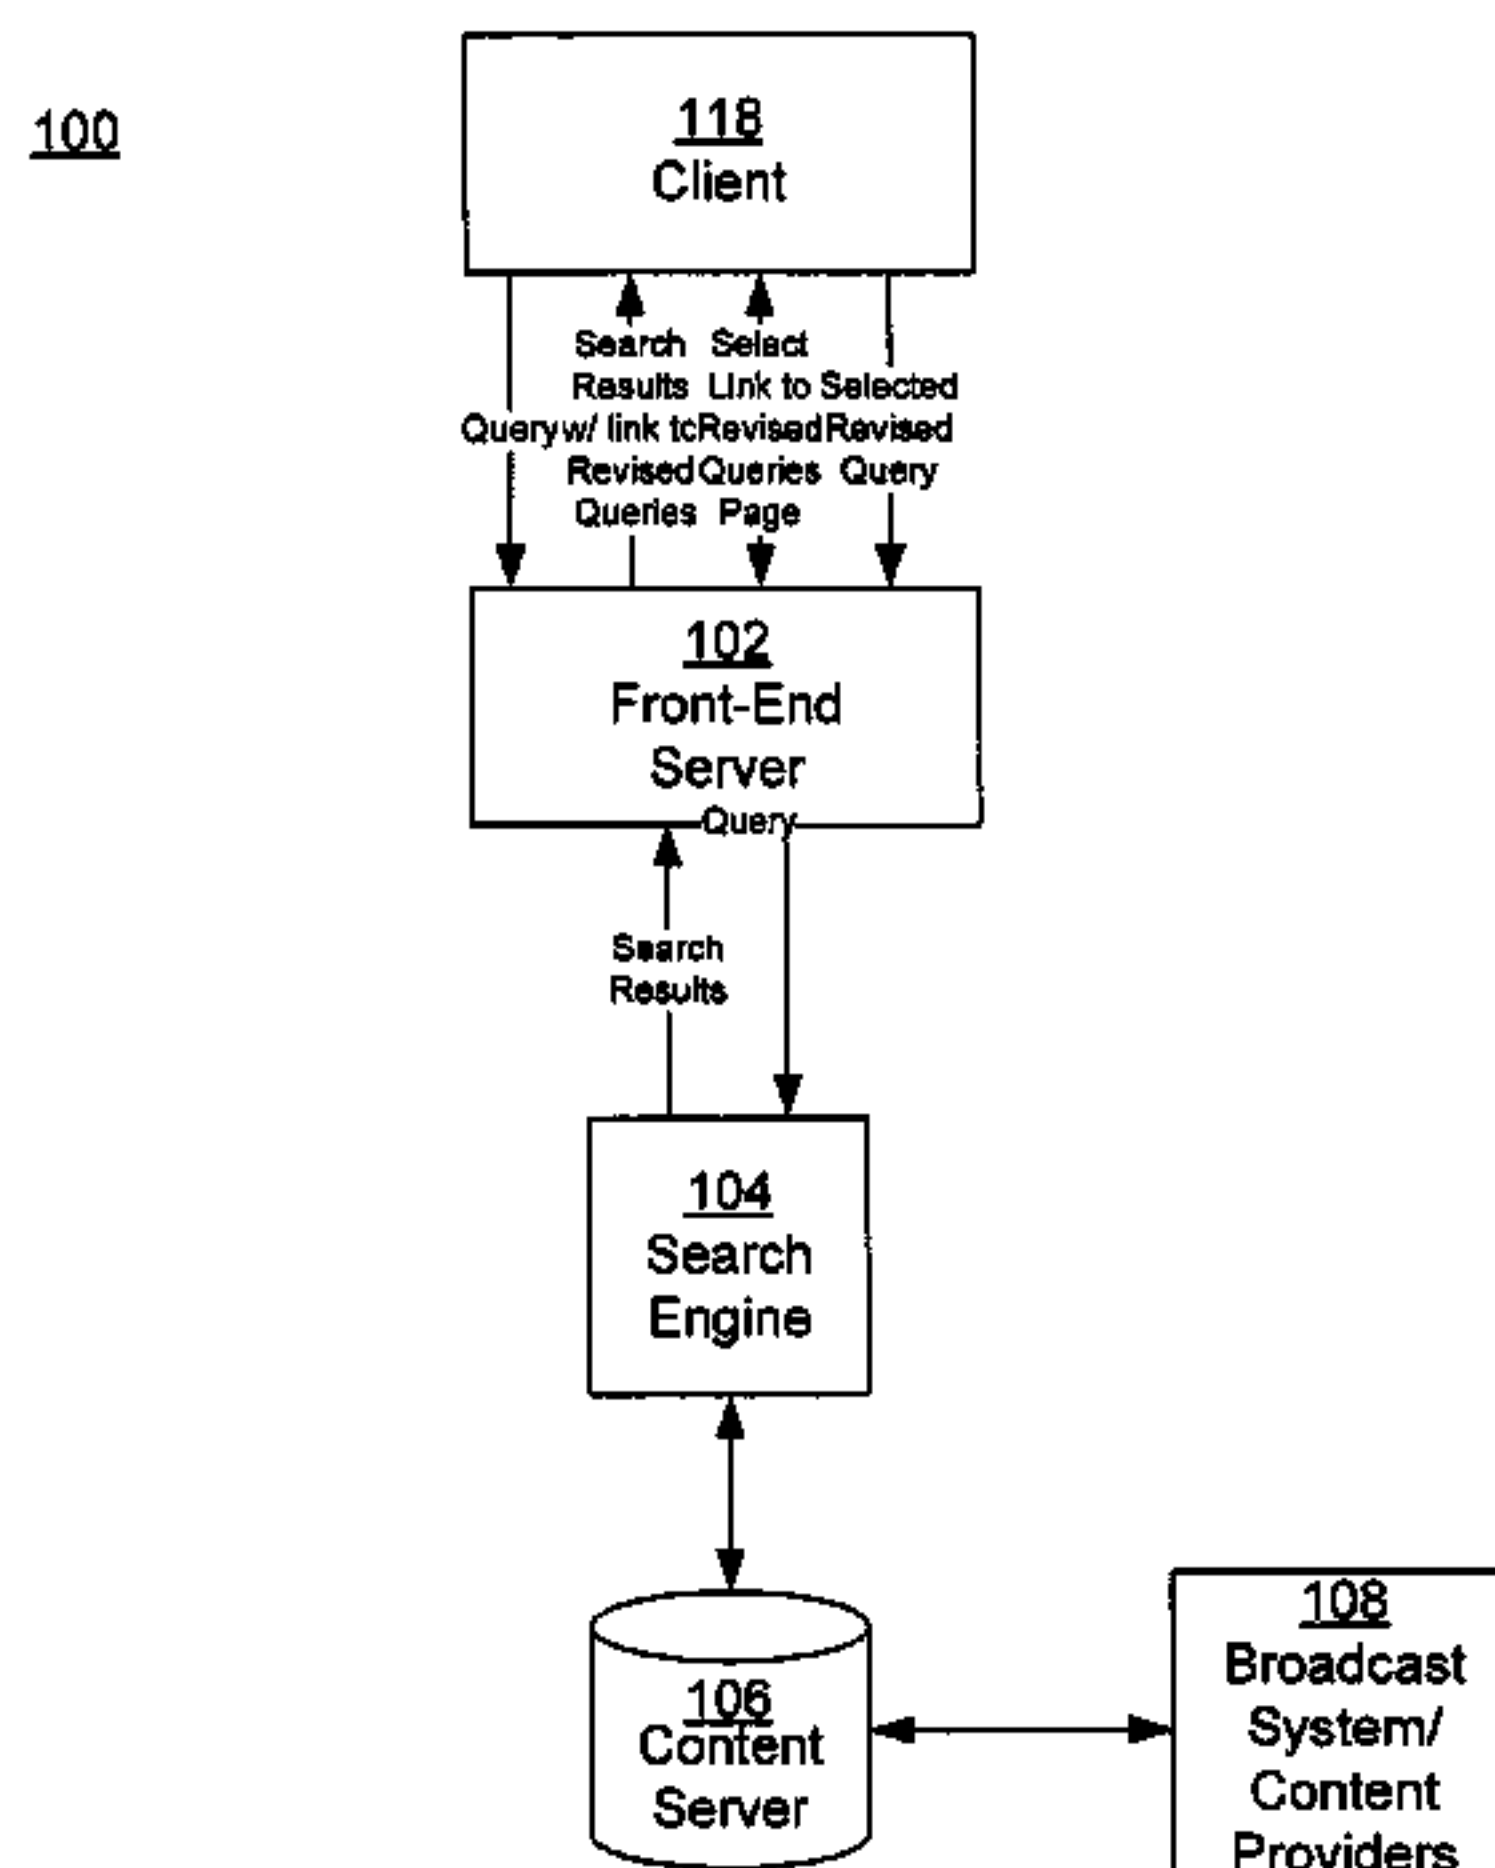 100
118
Client
Query
Search
Results
w/ link to
Revised
Queries
Select
Link to
Revised
Queries
Page
Selected
Revised
Query
102
Front-End
Server
Query
Search
Results
104
Search
Engine
106
Content
Server
108
Broadcast
System/
Content
Providers